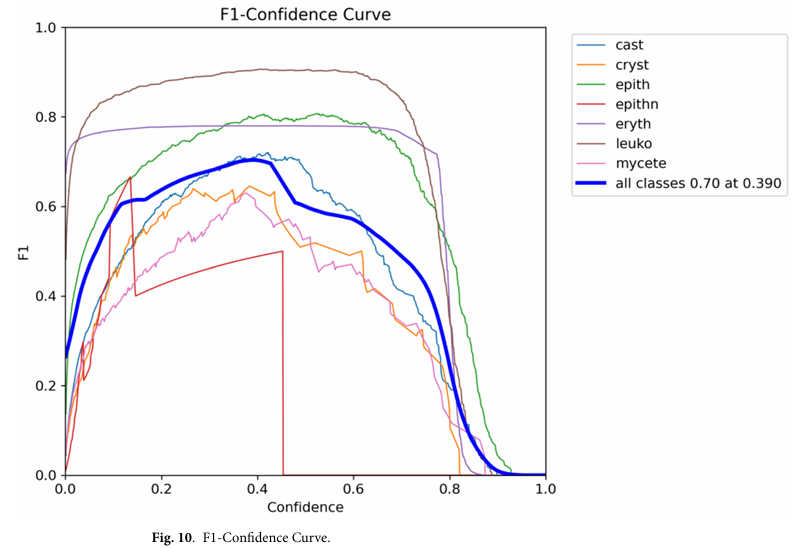 F1-Confidence Curve
1.0
0.8
0.6
0.4
0.2
0.0
F1
0.0 0.2 0.4 0.6 0.8 1.0
Confidence
cast
cryst
epith
epithn
eryth
leuko
mycete
all classes 0.70 at 0.390
Fig. 10. F1-Confidence Curve.